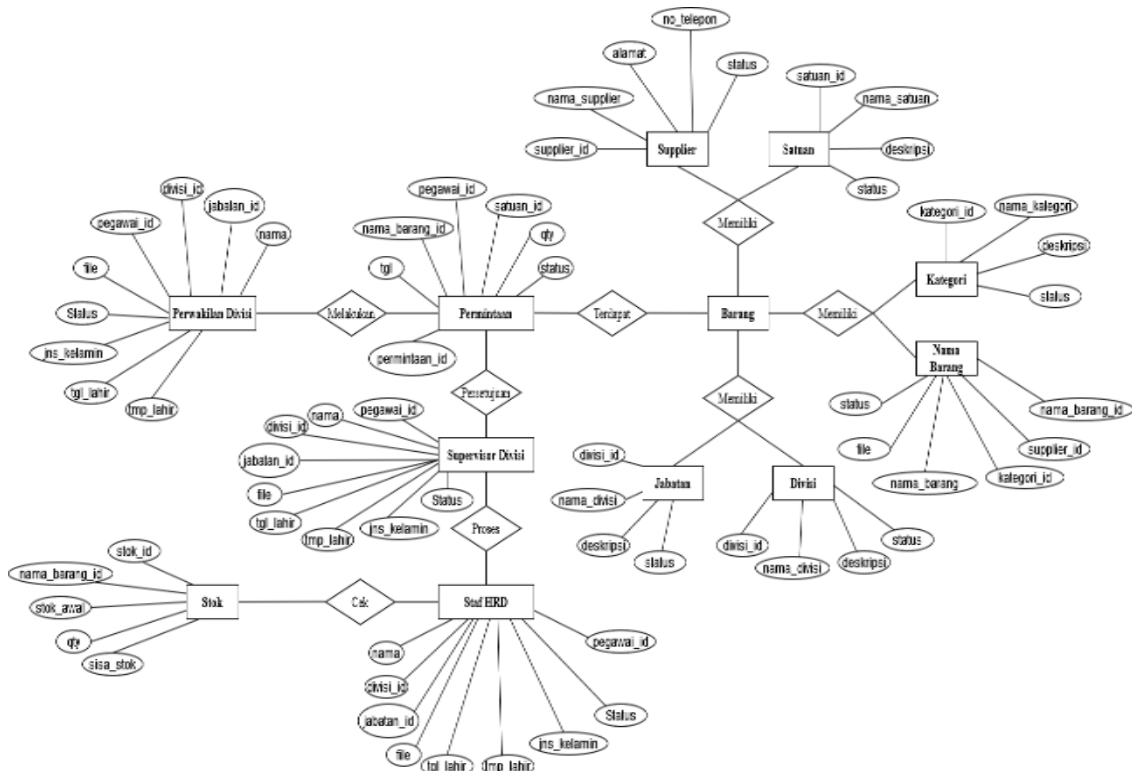 no_telepon
alamat
status
nama_supplier
supplier_id
Supplier
satuan_id
nama_satuan
deskripsi
status
Satuan
Memiliki
kategori_id
nama_kategori
deskripsi
status
Kategori
divisi_id
jabatan_id
pegawai_id
nama
file
Status
jns_kelamin
tgl_lahir
tmp_lahir
Perwakilan Divisi
Melakukan
pegawai_id
satuan_id
nama_barang_id
qty
tgl
status
Permintaan
permintaan_id
Terdapat
Barang
Memiliki
Nama
Barang
status
nama_barang_id
file
supplier_id
nama_barang
kategori_id
Persetujuan
Memiliki
nama
pegawai_id
divisi_id
jabatan_id
Supervisor Divisi
file
Status
tgl_lahir
jns_kelamin
tmp_lahir
divisi_id
nama_divisi
Jabatan
deskripsi
status
Divisi
status
divisi_id
deskripsi
nama_divisi
Proses
stok_id
nama_barang_id
stok_awal
Stok
qty
sisa_stok
Cek
Staf HRD
nama
pegawai_id
divisi_id
jabatan_id
Status
file
jns_kelamin
tgl_lahir
tmp_lahir